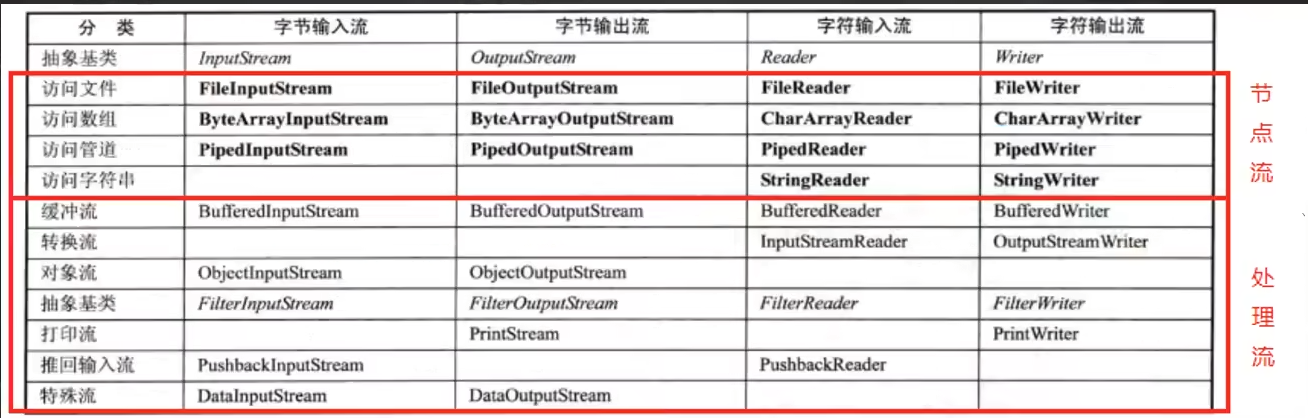 分 类 字节输入流 字节输出流 字符输入流 字符输出流
抽象基类 InputStream OutputStream Reader Writer
访问文件 FileInputStream FileOutputStream FileReader FileWriter
访问数组 ByteArrayInputStream ByteArrayOutputStream CharArrayReader CharArrayWriter
访问管道 PipedInputStream PipedOutputStream PipedReader PipedWriter
访问字符串 StringReader StringWriter
缓冲流 BufferedInputStream BufferedOutputStream BufferedReader BufferedWriter
转换流 InputStreamReader OutputStreamWriter
对象流 ObjectInputStream ObjectOutputStream
抽象基类 FilterInputStream FilterOutputStream FilterReader FilterWriter
打印流 PrintStream PrintWriter
推回输入流 PushbackInputStream PushbackReader
特殊流 DataInputStream DataOutputStream
节点流
处理流